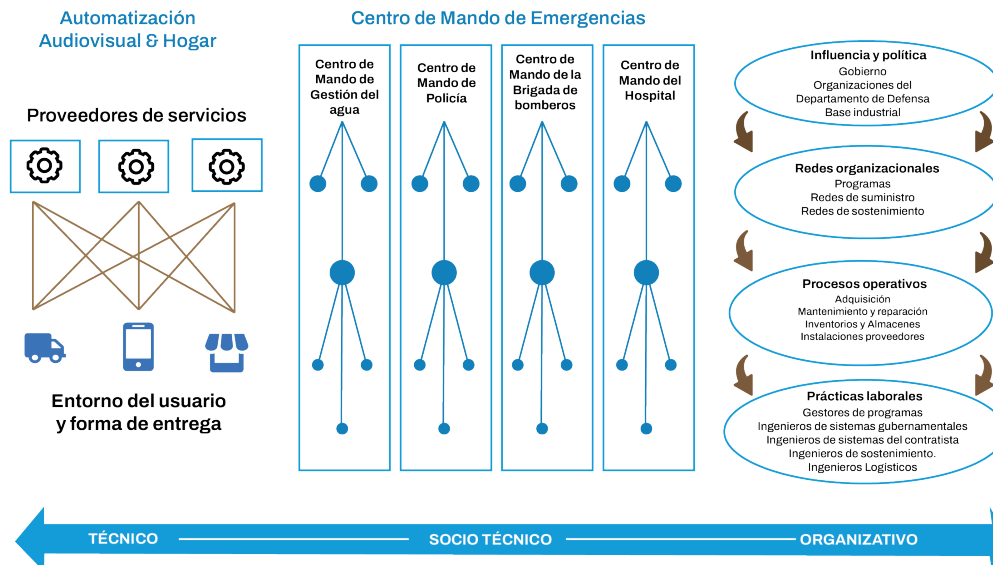 Automatización
Audiovisual & Hogar
Proveedores de servicios
Entorno del usuario
y forma de entrega
Centro de Mando de Emergencias
Centro de
Mando de
Gestión del
agua
Centro de
Mando de
Policía
Centro de
Mando de la
Brigada de
bomberos
Centro de
Mando del
Hospital
Influencia y política
Gobierno
Organizaciones del
Departamento de Defensa
Base industrial
Redes organizacionales
Programas
Redes de suministro
Redes de sostenimiento
Procesos operativos
Adquisición
Mantenimiento y reparación
Inventorios y Almacenes
Instalaciones proveedores
Prácticas laborales
Gestores de programas
Ingenieros de sistemas gubernamentales
Ingenieros de sistemas del contratista
Ingenieros de sostenimiento.
Ingenieros Logísticos
TÉCNICO
SOCIO TÉCNICO
ORGANIZATIVO